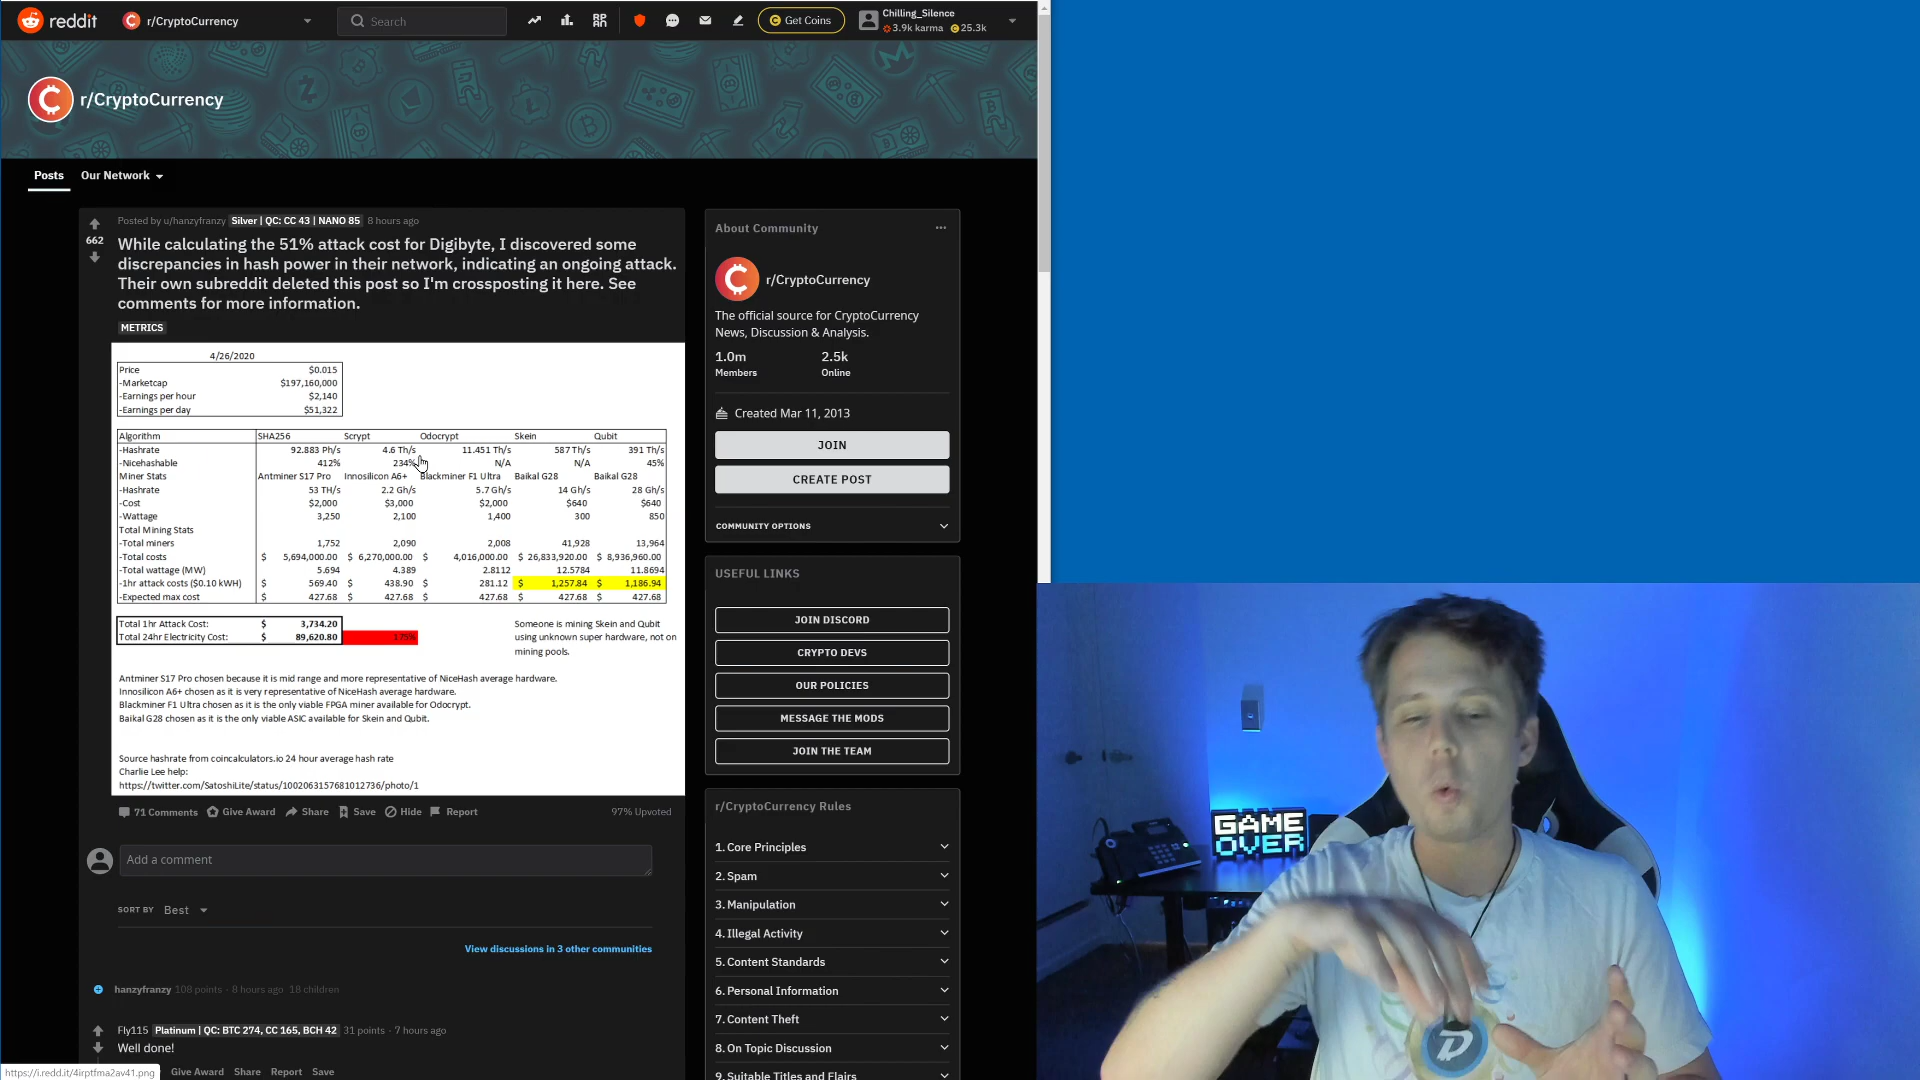 reddit
r/CryptoCurrency
Search
Get Coins
Chilling_Silence
3.9k karma
25.3k
r/CryptoCurrency
Posts
Our Network
Posted by u/hanzyfranzy Silver | QC: CC 43 | NANO 85 8 hours ago
662
While calculating the 51% attack cost for Digibyte, I discovered some
discrepancies in hash power in their network, indicating an ongoing attack.
Their own subreddit deleted this post so I'm crossposting it here. See
comments for more information.
METRICS
4/26/2020
Price $0.015
-Marketcap $197,160,000
-Earnings per hour $2,140
-Earnings per day $51,322
Algorithm SHA256 Scrypt Odocrypt Skein Qubit
-Hashrate 92.883 Ph/s 4.6 Th/s 11.451 Th/s 587 Th/s 391 Th/s
-Nicehashable 412% 234% N/A N/A 45%
Miner Stats Antminer S17 Pro Innosilicon A6+ Blackminer F1 Ultra Baikal G28 Baikal G28
-Hashrate 53 TH/s 2.2 Gh/s 5.7 Gh/s 14 Gh/s 28 Gh/s
-Cost $2,000 $3,000 $2,000 $640 $640
-Wattage 3,250 2,100 1,400 300 850
Total Mining Stats
-Total miners 1,752 2,090 2,008 41,928 13,964
-Total costs $ 5,694,000.00 $ 6,270,000.00 $ 4,016,000.00 $ 26,833,920.00 $ 8,936,960.00
-Total wattage (MW) 5.694 4.389 2.8112 12.5784 11.8694
-1hr attack costs ($0.10 kWH) $ 569.40 $ 438.90 $ 281.12 $ 1,257.84 $ 1,186.94
-Expected max cost $ 427.68 $ 427.68 $ 427.68 $ 427.68 $ 427.68
Total 1hr Attack Cost: $ 3,734.20
Total 24hr Electricity Cost: $ 89,620.80 175%
Someone is mining Skein and Qubit
using unknown super hardware, not on
mining pools.
Antminer S17 Pro chosen because it is mid range and more representative of NiceHash average hardware.
Innosilicon A6+ chosen as it is very representative of NiceHash average hardware.
Blackminer F1 Ultra chosen as it is the only viable FPGA miner available for Odocrypt.
Baikal G28 chosen as it is the only viable ASIC available for Skein and Qubit.
Source hashrate from coincalculators.io 24 hour average hash rate
Charlie Lee help:
https://twitter.com/SatoshiLite/status/1002063157681012736/photo/1
71 Comments Give Award Share Save Hide Report 97% Upvoted
Add a comment
SORT BY Best
View discussions in 3 other communities
hanzyfranzy 108 points · 8 hours ago 18 children
Fly115 Platinum | QC: BTC 274, CC 165, BCH 42 31 points · 7 hours ago
Well done!
https://i.redd.it/4irptfma2av41.png
Give Award Share Report Save
About Community
r/CryptoCurrency
The official source for CryptoCurrency
News, Discussion & Analysis.
1.0m 2.5k
Members Online
Created Mar 11, 2013
JOIN
CREATE POST
COMMUNITY OPTIONS
USEFUL LINKS
JOIN DISCORD
CRYPTO DEVS
OUR POLICIES
MESSAGE THE MODS
JOIN THE TEAM
r/CryptoCurrency Rules
1. Core Principles
2. Spam
3. Manipulation
4. Illegal Activity
5. Content Standards
6. Personal Information
7. Content Theft
8. On Topic Discussion
9. Suitable Titles and Flairs
GAME
OVER